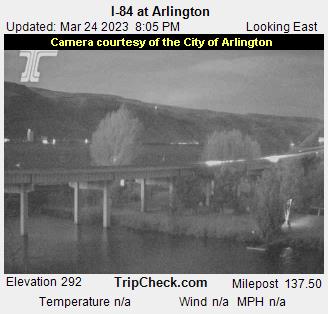 I-84 at Arlington
Updated: Mar 24 2023 8:05 PM Looking East
Camera courtesy of the City of Arlington
Elevation 292 TripCheck.com Milepost 137.50
Temperature n/a Wind n/a MPH n/a